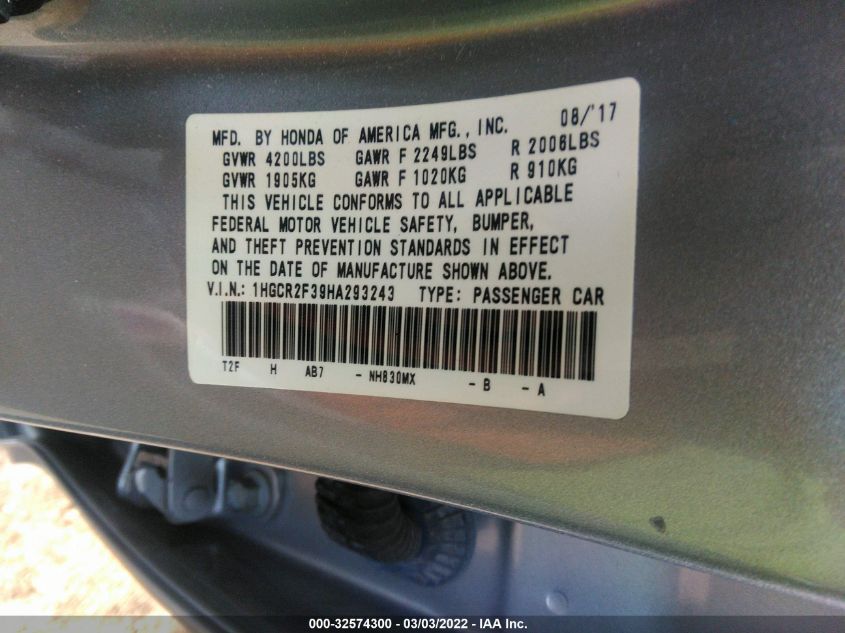 08/'17
MFD. BY HONDA OF AMERICA MFG., INC.
GVWR 4200LBS GAWR F 2249LBS R 2006LBS
GVWR 1905KG GAWR F 1020KG R 910KG
THIS VEHICLE CONFORMS TO ALL APPLICABLE
FEDERAL MOTOR VEHICLE SAFETY, BUMPER,
AND THEFT PREVENTION STANDARDS IN EFFECT
ON THE DATE OF MANUFACTURE SHOWN ABOVE.
V.I.N.: 1HGCR2F39HA293243 TYPE: PASSENGER CAR
T2F H AB7 - NH830MX - B - A
000-32574300 - 03/03/2022 - IAA Inc.